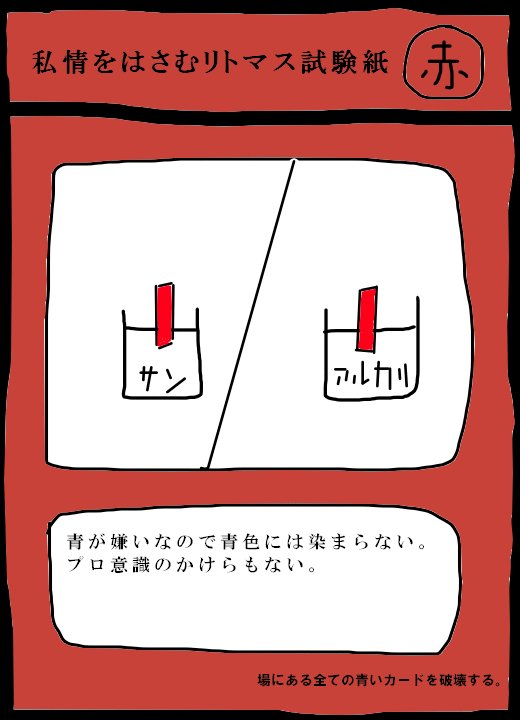 私情をはさむリトマス試験紙
赤
サン
アルカリ
青が嫌いなので青色には染まらない。
プロ意識のかけらもない。
場にある全ての青いカードを破壊する。